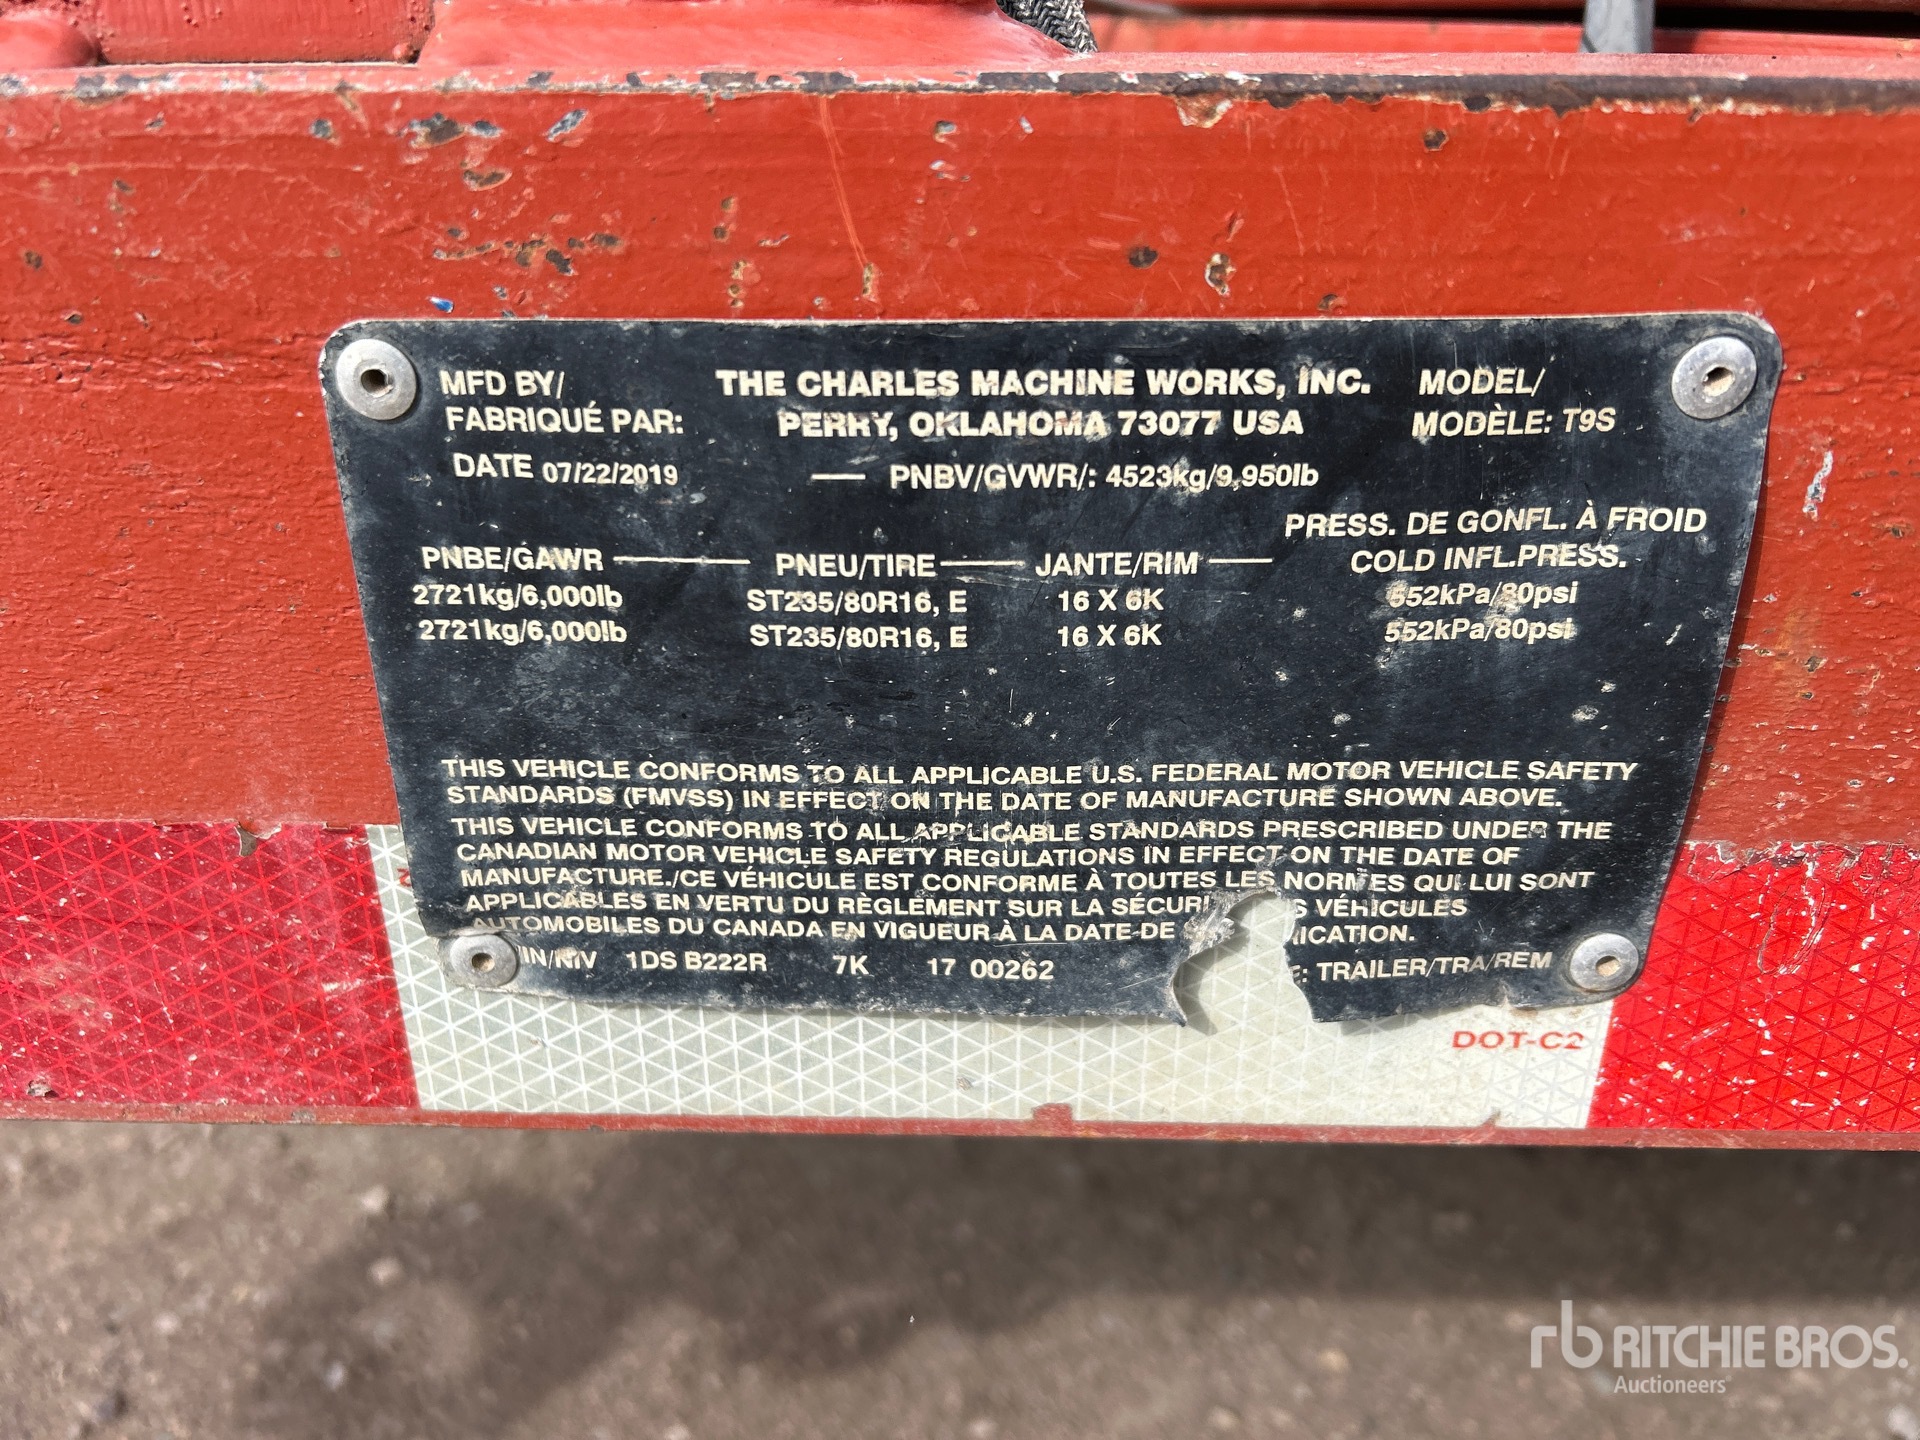 MFD BY/ THE CHARLES MACHINE WORKS, INC. MODEL/
FABRIQUÉ PAR: PERRY, OKLAHOMA 73077 USA MODÈLE: T9S
DATE 07/22/2019 — PNBV/GVWR/: 4523kg/9,950lb
PRESS. DE GONFL. À FROID
PNBE/GAWR — PNEU/TIRE — JANTE/RIM — COLD INFL.PRESS.
2721kg/6,000lb ST235/80R16, E 16 X 6K 552kPa/80psi
2721kg/6,000lb ST235/80R16, E 16 X 6K 552kPa/80psi
THIS VEHICLE CONFORMS TO ALL APPLICABLE U.S. FEDERAL MOTOR VEHICLE SAFETY
STANDARDS (FMVSS) IN EFFECT ON THE DATE OF MANUFACTURE SHOWN ABOVE.
THIS VEHICLE CONFORMS TO ALL APPLICABLE STANDARDS PRESCRIBED UNDER THE
CANADIAN MOTOR VEHICLE SAFETY REGULATIONS IN EFFECT ON THE DATE OF
MANUFACTURE./CE VÉHICULE EST CONFORME À TOUTES LES NORMES QUI LUI SONT
APPLICABLES EN VERTU DU RÈGLEMENT SUR LA SÉCURI S VÉHICULES
AUTOMOBILES DU CANADA EN VIGUEUR À LA DATE DE RICATION.
IN/NIV 1DS B222R 7K 17 00262 E: TRAILER/TRA/REM
DOT-C2
rb RITCHIE BROS.
Auctioneers